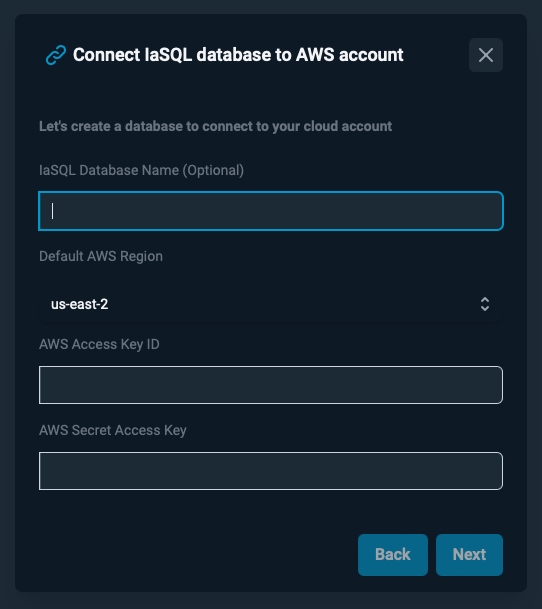 Connect IaSQL database to AWS account
Let's create a database to connect to your cloud account
IaSQL Database Name (Optional)
Default AWS Region
us-east-2
AWS Access Key ID
AWS Secret Access Key
Back Next